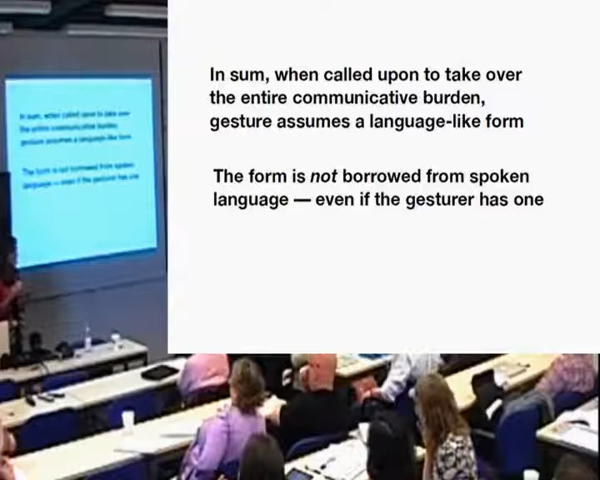 In sum, when called upon to take over
the entire communicative burden,
gesture assumes a language-like form
The form is not borrowed from spoken
language — even if the gesturer has one